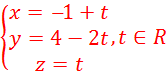 x = −1 + t
y = 4 − 2t, t ∈ R
z = t